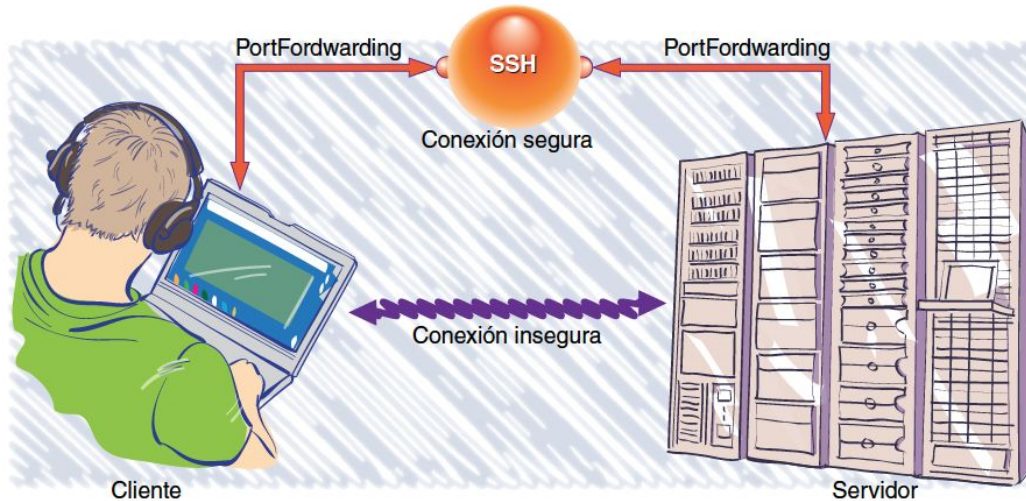 PortFordwarding
SSH
PortFordwarding
Conexión segura
Conexión insegura
Cliente
Servidor